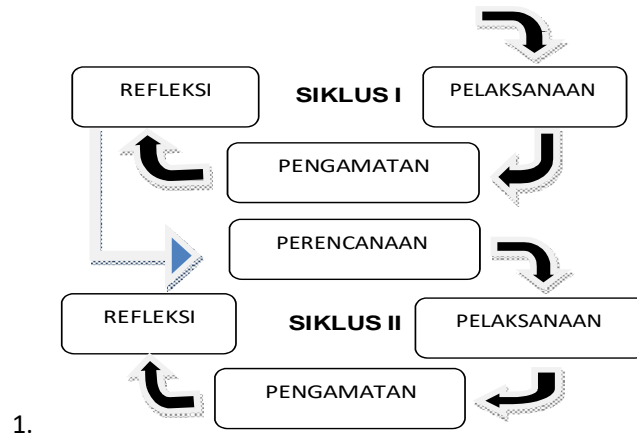 REFLEKSI
SIKLUS I
PELAKSANAAN
PENGAMATAN
PERENCANAAN
REFLEKSI
SIKLUS II
PELAKSANAAN
PENGAMATAN
1.